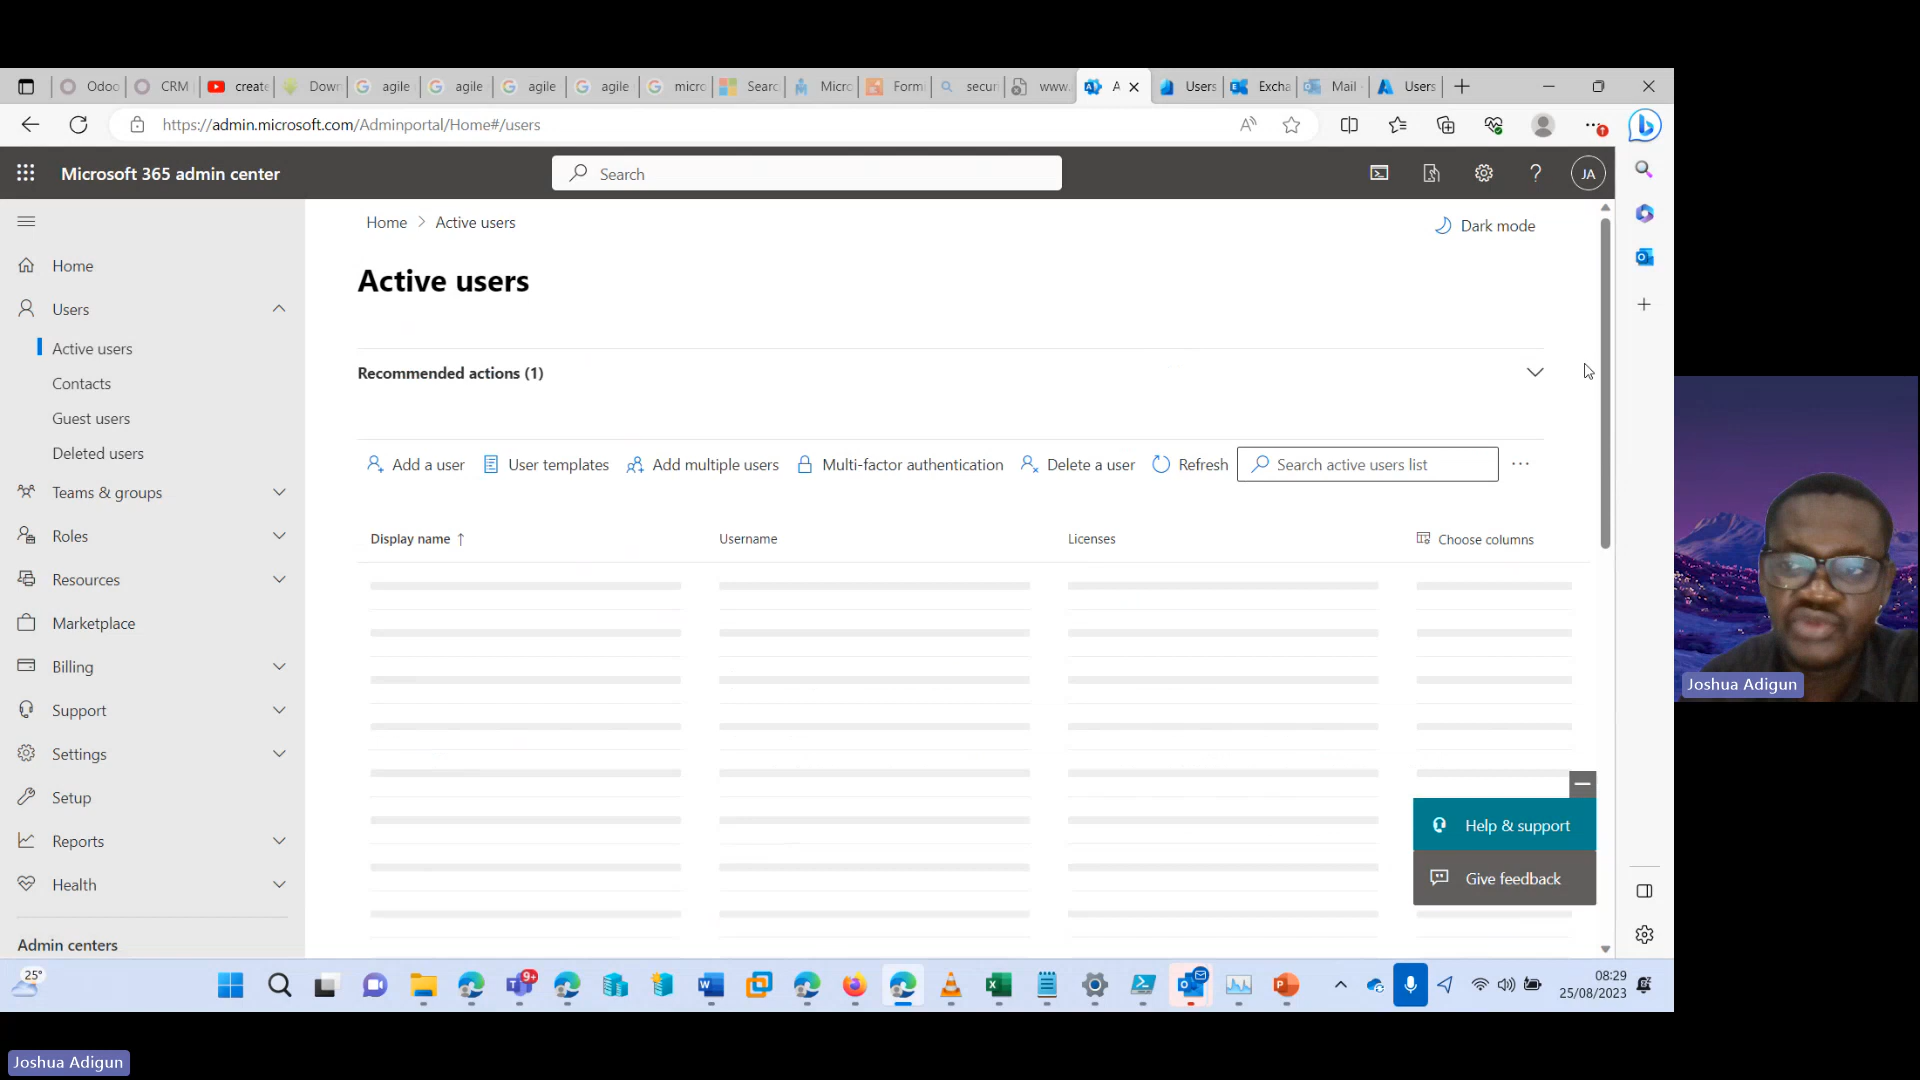 Odoo
CRM
create
Down
agile
agile
agile
agile
micro
Searc
Micro
Form
secur
www.
A
Users
Excha
Mail
Users
https://admin.microsoft.com/Adminportal/Home#/users
Microsoft 365 admin center
Search
JA
Home
Users
Active users
Contacts
Guest users
Deleted users
Teams & groups
Roles
Resources
Marketplace
Billing
Support
Settings
Setup
Reports
Health
Admin centers
Home > Active users
Dark mode
Active users
Recommended actions (1)
Add a user
User templates
Add multiple users
Multi-factor authentication
Delete a user
Refresh
Search active users list
Display name ↑
Username
Licenses
Choose columns
Help & support
Give feedback
Joshua Adigun
25°
9+
08:29
25/08/2023
Joshua Adigun